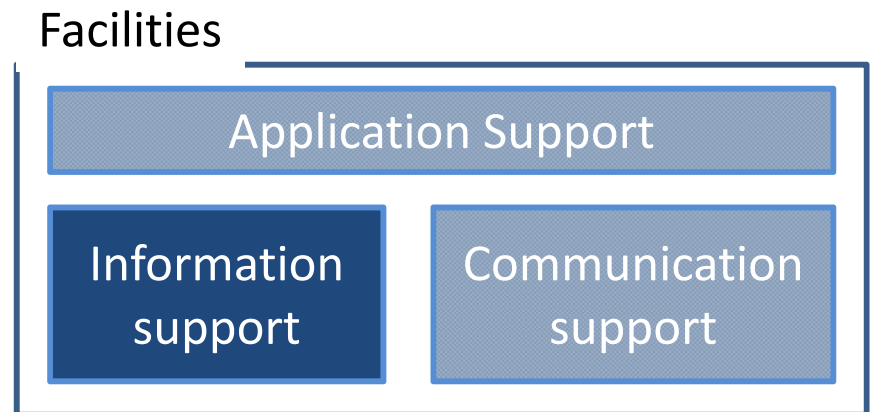 Facilities
Application Support
Information
support
Communication
support